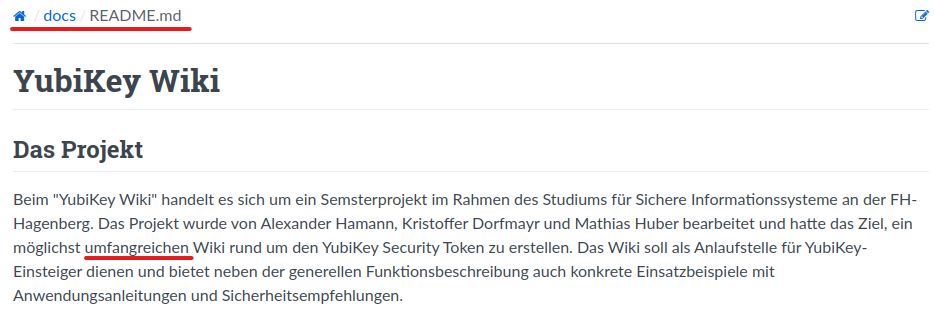 / docs / README.md
YubiKey Wiki
Das Projekt
Beim "YubiKey Wiki" handelt es sich um ein Semsterprojekt im Rahmen des Studiums für Sichere Informationssysteme an der FH-
Hagenberg. Das Projekt wurde von Alexander Hamann, Kristoffer Dorfmayr und Mathias Huber bearbeitet und hatte das Ziel, ein
möglichst umfangreichen Wiki rund um den YubiKey Security Token zu erstellen. Das Wiki soll als Anlaufstelle für YubiKey-
Einsteiger dienen und bietet neben der generellen Funktionsbeschreibung auch konkrete Einsatzbeispiele mit
Anwendungsanleitungen und Sicherheitsempfehlungen.